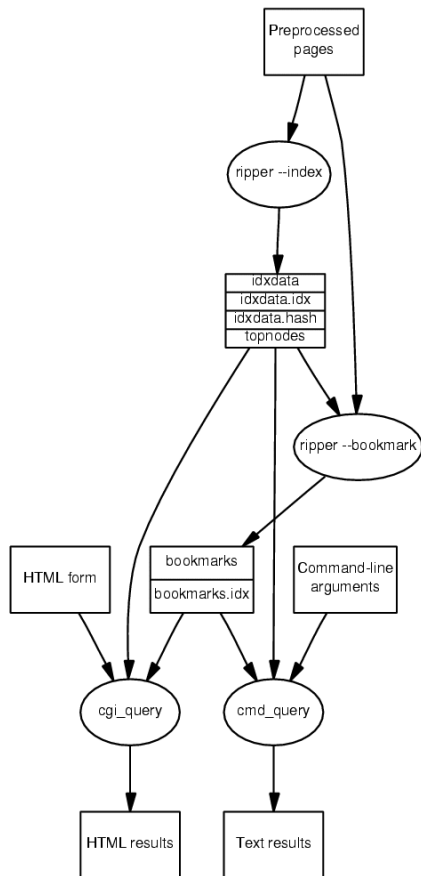 Preprocessed
pages
ripper --index
idxdata
idxdata.idx
idxdata.hash
topnodes
ripper --bookmark
HTML form
bookmarks
bookmarks.idx
Command-line
arguments
cgi_query
cmd_query
HTML results
Text results